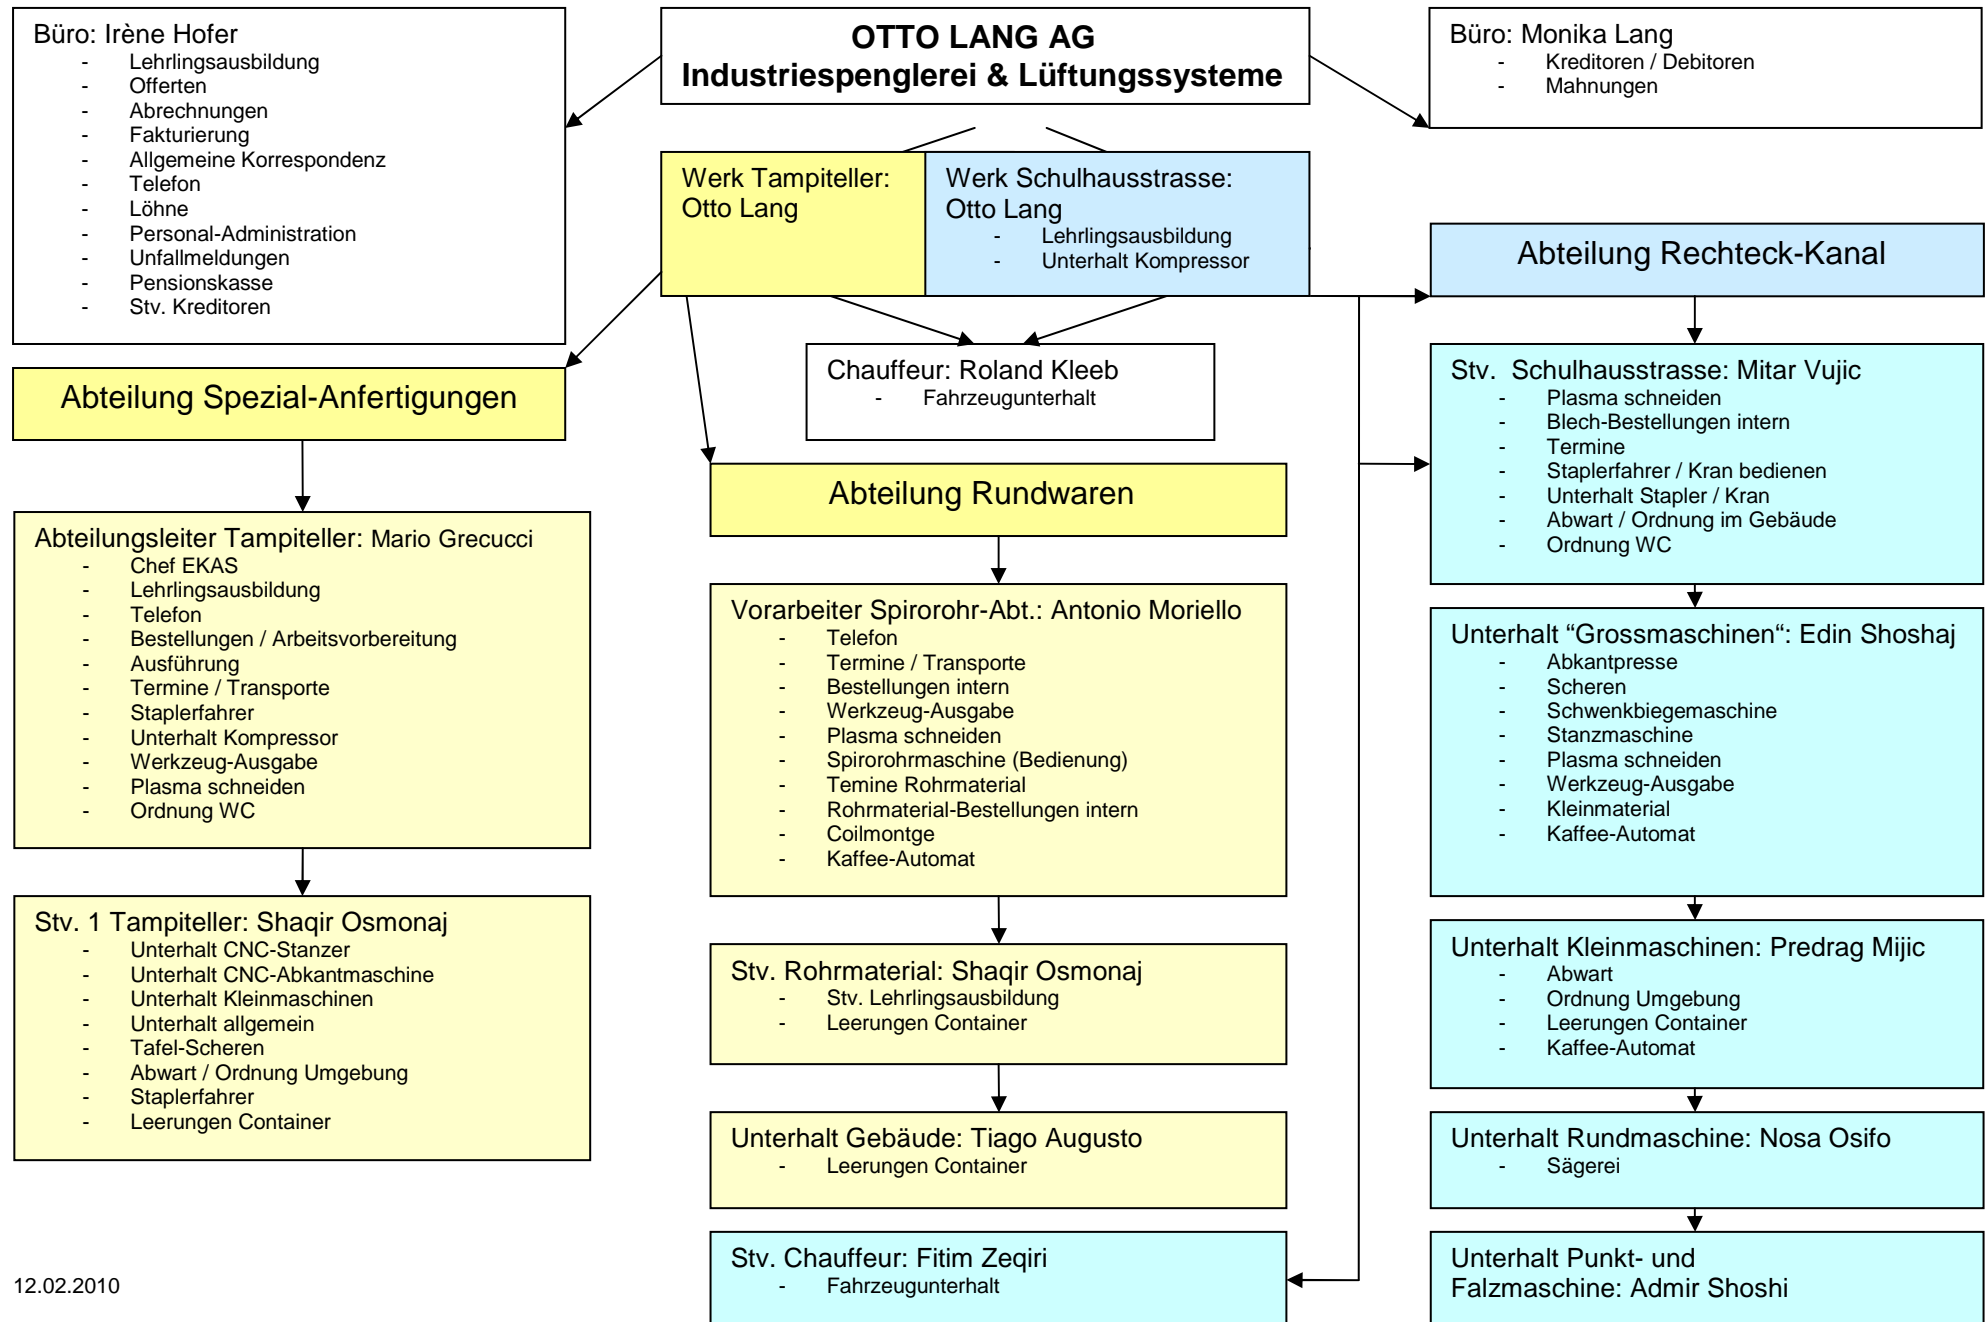 Büro: Irène Hofer
- Lehrlingsausbildung
- Offerten
- Abrechnungen
- Fakturierung
- Allgemeine Korrespondenz
- Telefon
- Löhne
- Personal-Administration
- Unfallmeldungen
- Pensionskasse
- Stv. Kreditoren
OTTO LANG AG
Industriespenglerei & Lüftungssysteme
Büro: Monika Lang
- Kreditoren / Debitoren
- Mahnungen
Werk Tampiteller:
Otto Lang
Werk Schulhausstrasse:
Otto Lang
- Lehrlingsausbildung
- Unterhalt Kompressor
Abteilung Rechteck-Kanal
Chauffeur: Roland Kleeb
- Fahrzeugunterhalt
Abteilung Spezial-Anfertigungen
Abteilungsleiter Tampiteller: Mario Grecucci
- Chef EKAS
- Lehrlingsausbildung
- Telefon
- Bestellungen / Arbeitsvorbereitung
- Ausführung
- Termine / Transporte
- Staplerfahrer
- Unterhalt Kompressor
- Werkzeug-Ausgabe
- Plasma schneiden
- Ordnung WC
Stv. 1 Tampiteller: Shaqir Osmonaj
- Unterhalt CNC-Stanzer
- Unterhalt CNC-Abkantmaschine
- Unterhalt Kleinmaschinen
- Unterhalt allgemein
- Tafel-Scheren
- Abwart / Ordnung Umgebung
- Staplerfahrer
- Leerungen Container
Abteilung Rundwaren
Vorarbeiter Spirorohr-Abt.: Antonio Moriello
- Telefon
- Termine / Transporte
- Bestellungen intern
- Werkzeug-Ausgabe
- Plasma schneiden
- Spirorohrmaschine (Bedienung)
- Temine Rohrmaterial
- Rohrmaterial-Bestellungen intern
- Coilmontge
- Kaffee-Automat
Stv. Rohrmaterial: Shaqir Osmonaj
- Stv. Lehrlingsausbildung
- Leerungen Container
Unterhalt Gebäude: Tiago Augusto
- Leerungen Container
Stv. Chauffeur: Fitim Zeqiri
- Fahrzeugunterhalt
Stv. Schulhausstrasse: Mitar Vujic
- Plasma schneiden
- Blech-Bestellungen intern
- Termine
- Staplerfahrer / Kran bedienen
- Unterhalt Stapler / Kran
- Abwart / Ordnung im Gebäude
- Ordnung WC
Unterhalt “Grossmaschinen“: Edin Shoshaj
- Abkantpresse
- Scheren
- Schwenkbiegemaschine
- Stanzmaschine
- Plasma schneiden
- Werkzeug-Ausgabe
- Kleinmaterial
- Kaffee-Automat
Unterhalt Kleinmaschinen: Predrag Mijic
- Abwart
- Ordnung Umgebung
- Leerungen Container
- Kaffee-Automat
Unterhalt Rundmaschine: Nosa Osifo
- Sägerei
Unterhalt Punkt- und
Falzmaschine: Admir Shoshi
12.02.2010